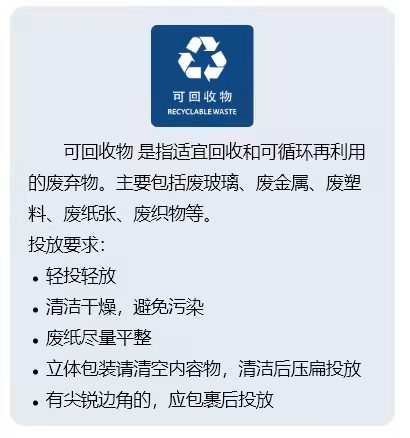 可回收物
RECYCLABLE WASTE
可回收物 是指适宜回收和可循环再利用
的废弃物。主要包括废玻璃、废金属、废塑
料、废纸张、废织物等。
投放要求：
• 轻投轻放
• 清洁干燥，避免污染
• 废纸尽量平整
• 立体包装请清空内容物，清洁后压扁投放
• 有尖锐边角的，应包裹后投放